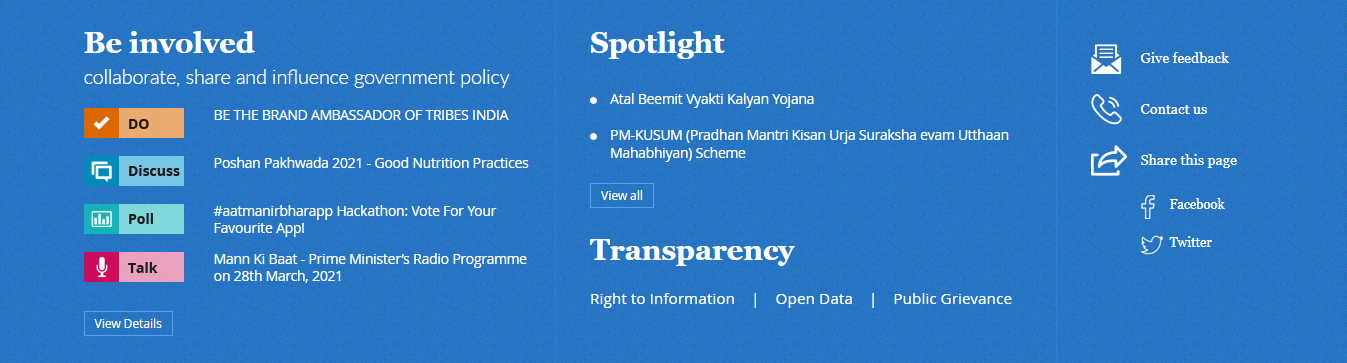 Be involved
collaborate, share and influence government policy
DO
BE THE BRAND AMBASSADOR OF TRIBES INDIA
Discuss
Poshan Pakhwada 2021 - Good Nutrition Practices
Poll
#aatmanirbharapp Hackathon: Vote For Your
Favourite App!
Talk
Mann Ki Baat - Prime Minister's Radio Programme
on 28th March, 2021
View Details
Spotlight
Atal Beemit Vyakti Kalyan Yojana
PM-KUSUM (Pradhan Mantri Kisan Urja Suraksha evam Utthaan
Mahabhiyan) Scheme
View all
Transparency
Right to Information | Open Data | Public Grievance
Give feedback
Contact us
Share this page
Facebook
Twitter